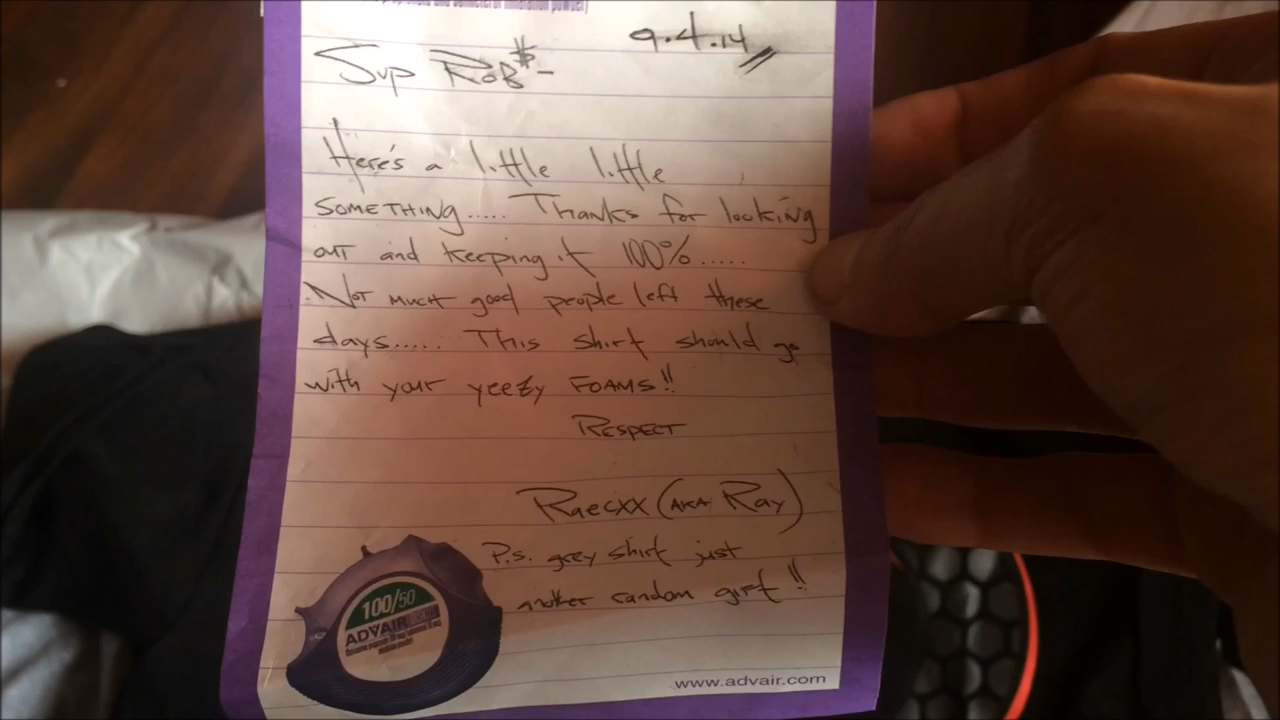 9.4.14
Sup Rob$-
Here's a little little
something..... Thanks for looking
out and keeping it 100%.....
Not much good people left these
days..... This shirt should go
with your yeezy foams!!
Respect
Raecxx (aka Ray)
P.s. grey shirt just
another random gift!!
100/50
ADVAIR
www.advair.com